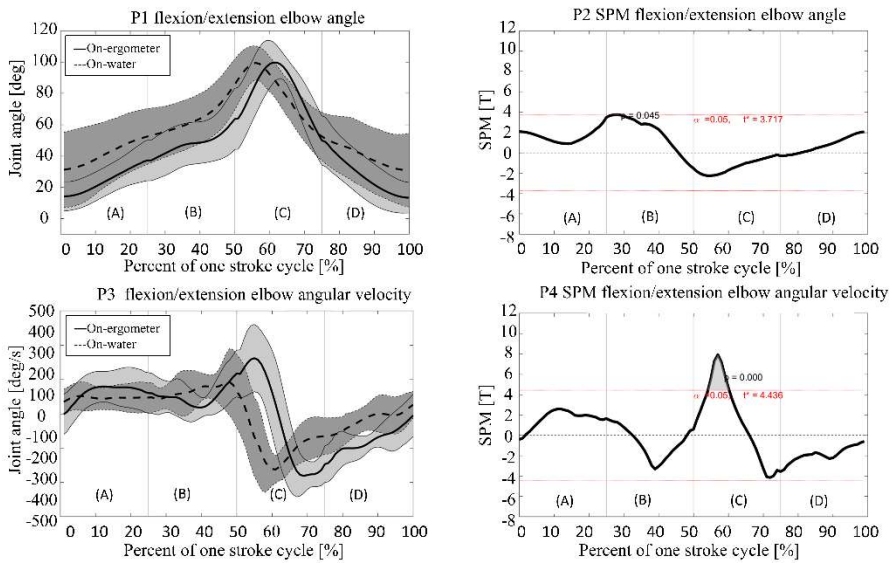 P1 flexion/extension elbow angle
120
100
80
60
40
20
0
Joint angle [deg]
On-ergometer
On-water
(A)
(B)
(C)
(D)
0
10
20
30
40
50
60
70
80
90
100
Percent of one stroke cycle [%]
P2 SPM flexion/extension elbow angle
12
10
8
6
4
2
0
-2
-4
-6
-8
SPM [T]
= 0.045
α =0.05, t* = 3.717
(A)
(B)
(C)
(D)
0
10
20
30
40
50
60
70
80
90
100
Percent of one stroke cycle [%]
P3 flexion/extension elbow angular velocity
500
400
300
200
100
0
-100
-200
-300
-400
-500
Joint angle [deg/s]
On-ergometer
On-water
(A)
(B)
(C)
(D)
0
10
20
30
40
50
60
70
80
90
100
Percent of one stroke cycle [%]
P4 SPM flexion/extension elbow angular velocity
12
10
8
6
4
2
0
-2
-4
-6
-8
SPM [T]
= 0.000
=0.05, t* = 4.436
(A)
(B)
(C)
(D)
0
10
20
30
40
50
60
70
80
90
100
Percent of one stroke cycle [%]